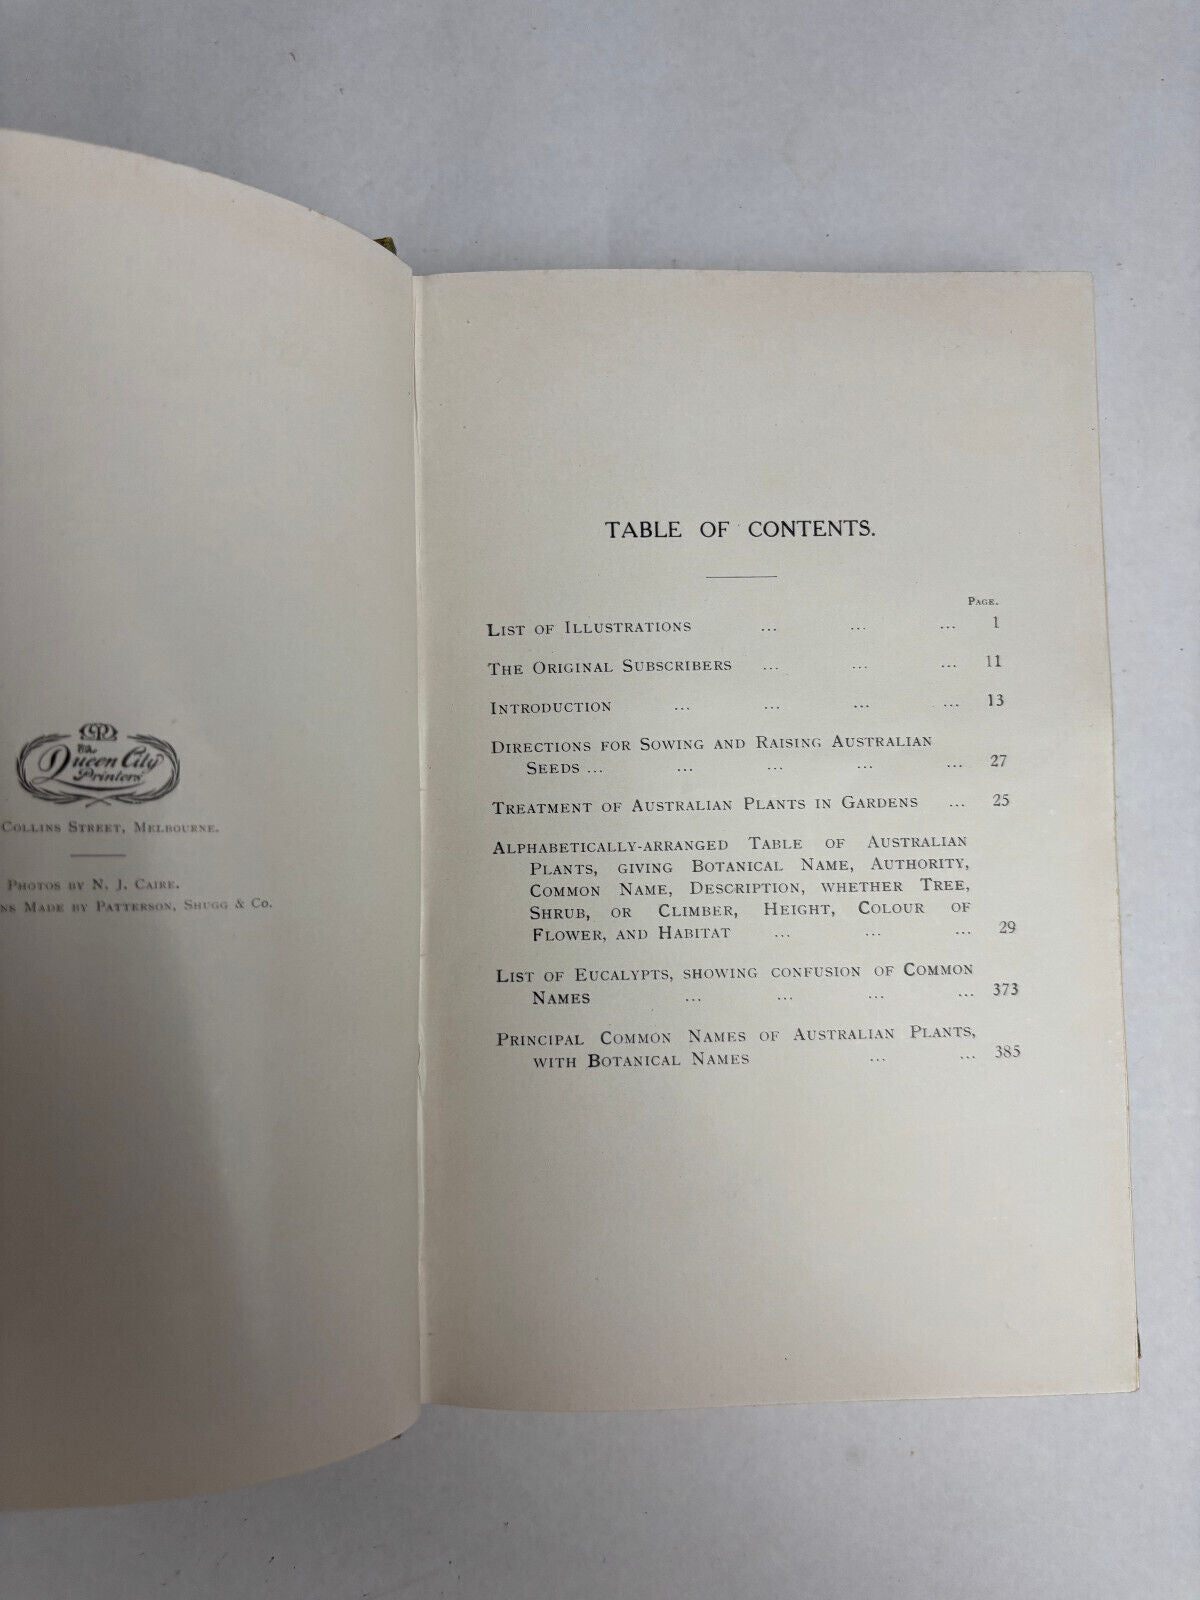 The
Queen City
Printers
Collins Street, Melbourne.
Photos by N. J. Caire.
Made by Patterson, Shugg & Co.
TABLE OF CONTENTS.
Page.
List of Illustrations ... ... ... 1
The Original Subscribers ... ... ... 11
Introduction ... ... ... ... 13
Directions for Sowing and Raising Australian
Seeds ... ... ... ... ... 27
Treatment of Australian Plants in Gardens ... 25
Alphabetically-arranged Table of Australian
Plants, giving Botanical Name, Authority,
Common Name, Description, whether Tree,
Shrub, or Climber, Height, Colour of
Flower, and Habitat ... ... ... 29
List of Eucalypts, showing confusion of Common
Names ... ... ... ... 373
Principal Common Names of Australian Plants,
with Botanical Names ... ... 385